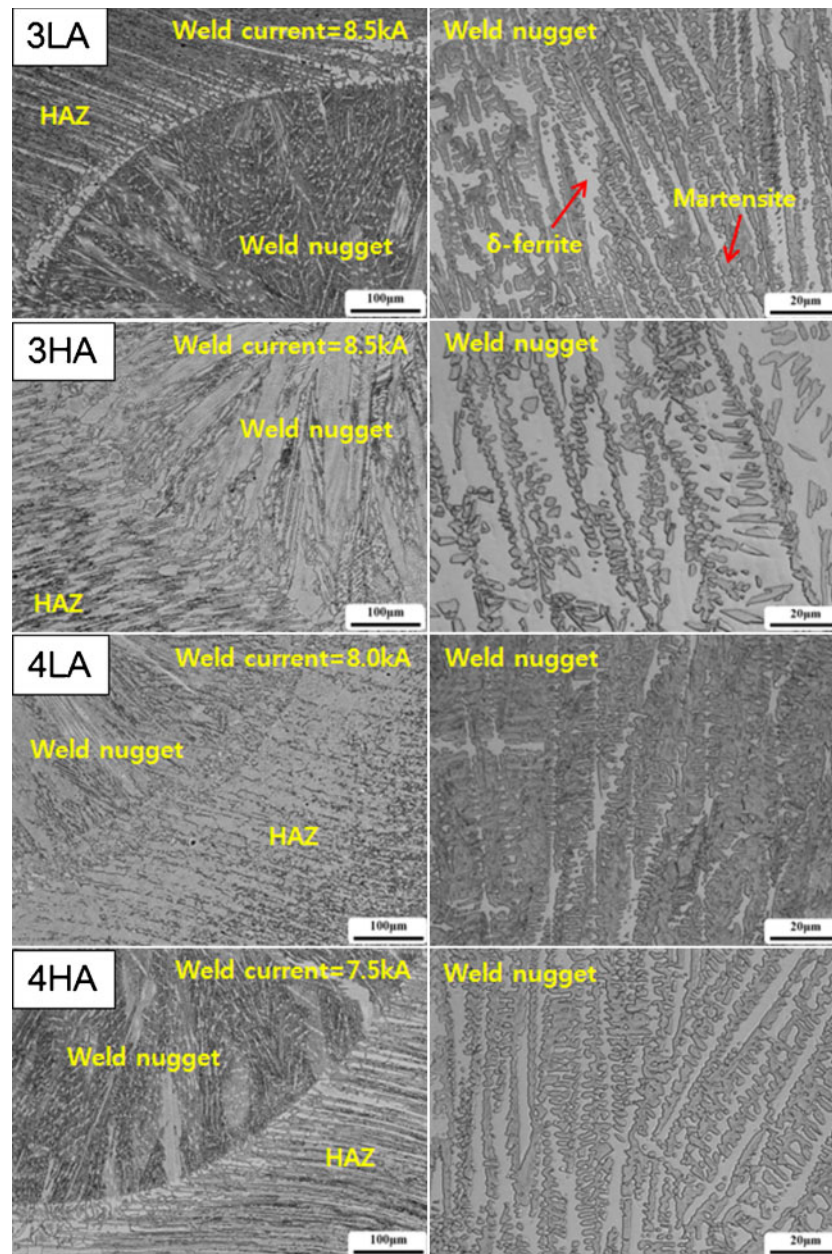 3LA
Weld current=8.5kA
HAZ
Weld nugget
100μm
Weld nugget
δ-ferrite
Martensite
20μm
3HA
Weld current=8.5kA
Weld nugget
HAZ
100μm
Weld nugget
20μm
4LA
Weld current=8.0kA
Weld nugget
HAZ
100μm
Weld nugget
20μm
4HA
Weld current=7.5kA
Weld nugget
HAZ
100μm
Weld nugget
20μm